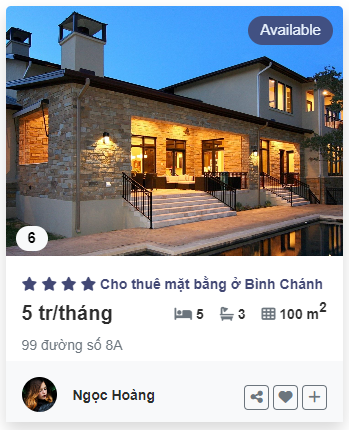 Available
6
Cho thuê mặt bằng ở Bình Chánh
5 tr/tháng
5
3
100 m2
99 đường số 8A
Ngọc Hoàng